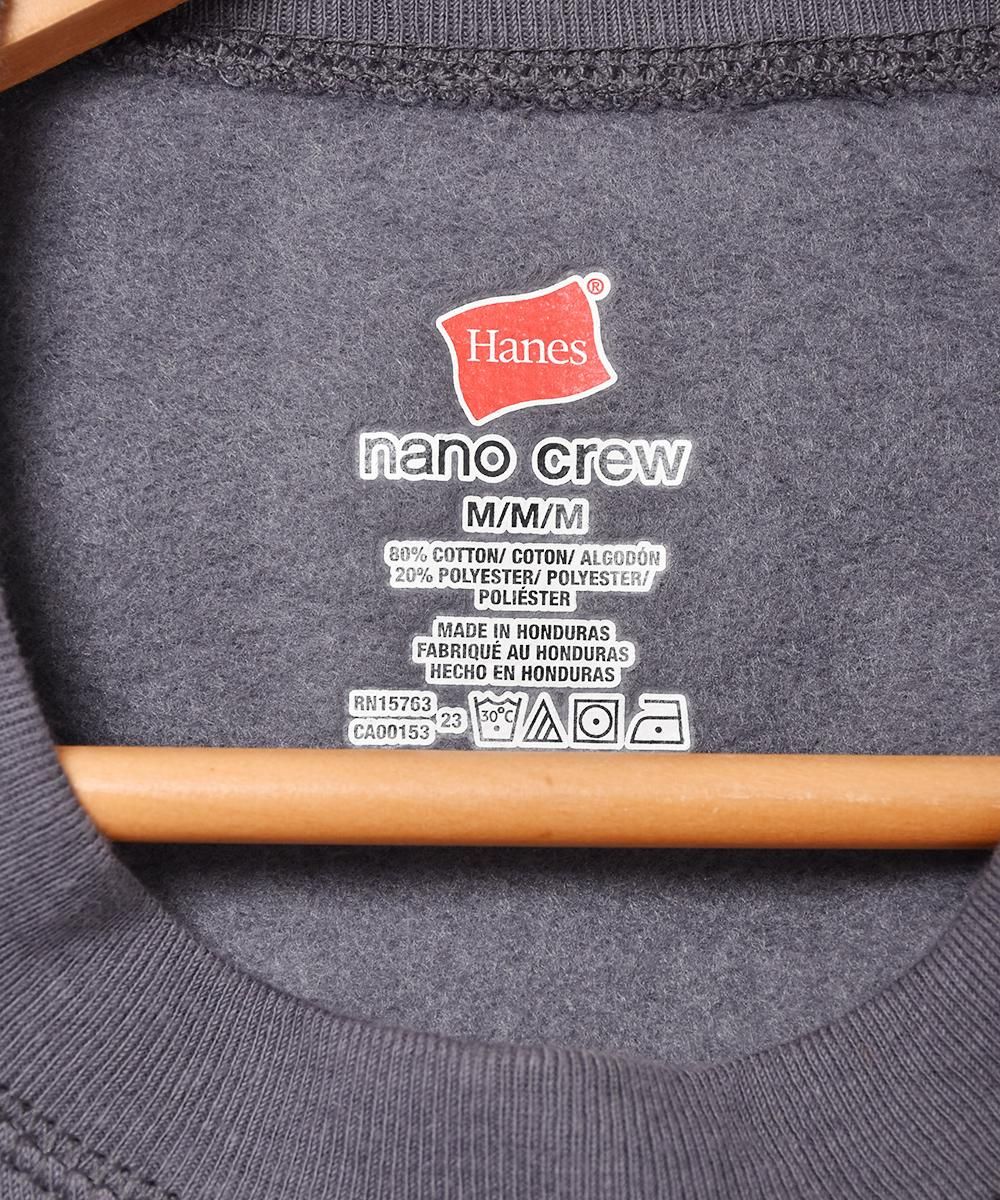 Hanes®
nano crew
M/M/M
80% COTTON/ COTON/ ALGODÓN
20% POLYESTER/ POLYESTER/
POLIÉSTER
MADE IN HONDURAS
FABRIQUÉ AU HONDURAS
HECHO EN HONDURAS
RN15763
CA00153
23
30°C